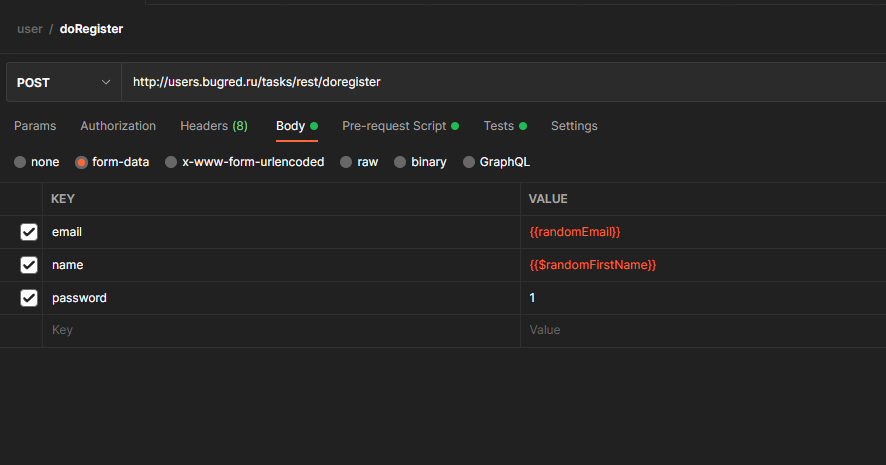 user / doRegister
POST http://users.bugred.ru/tasks/rest/doregister
Params Authorization Headers (8) Body Pre-request Script Tests Settings
none form-data x-www-form-urlencoded raw binary GraphQL
KEY VALUE
email {{randomEmail}}
name {{$randomFirstName}}
password 1
Key Value